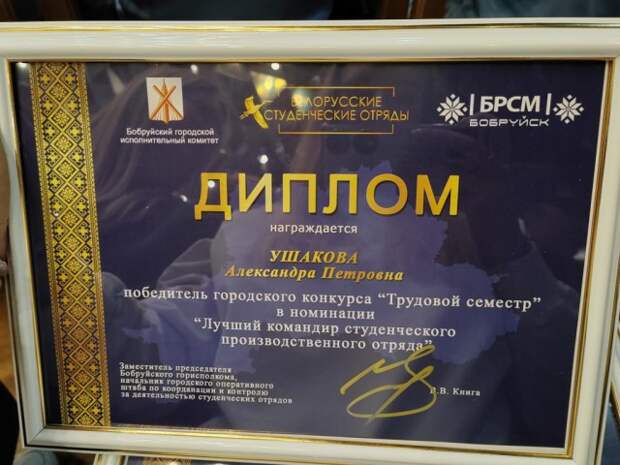 Бобруйский городской
исполнительный комитет
БЕЛОРУССКИЕ
СТУДЕНЧЕСКИЕ ОТРЯДЫ
| БРСМ |
БОБРУЙСК
ДИПЛОМ
награждается
УШАКОВА
Александра Петровна
победитель городского конкурса “Трудовой семестр”
в номинации
“Лучший командир студенческого
производственного отряда”
Заместитель председателя
Бобруйского горисполкома,
начальник городского оперативного
штаба по координации и контролю
за деятельностью студенческих отрядов
В. Книга